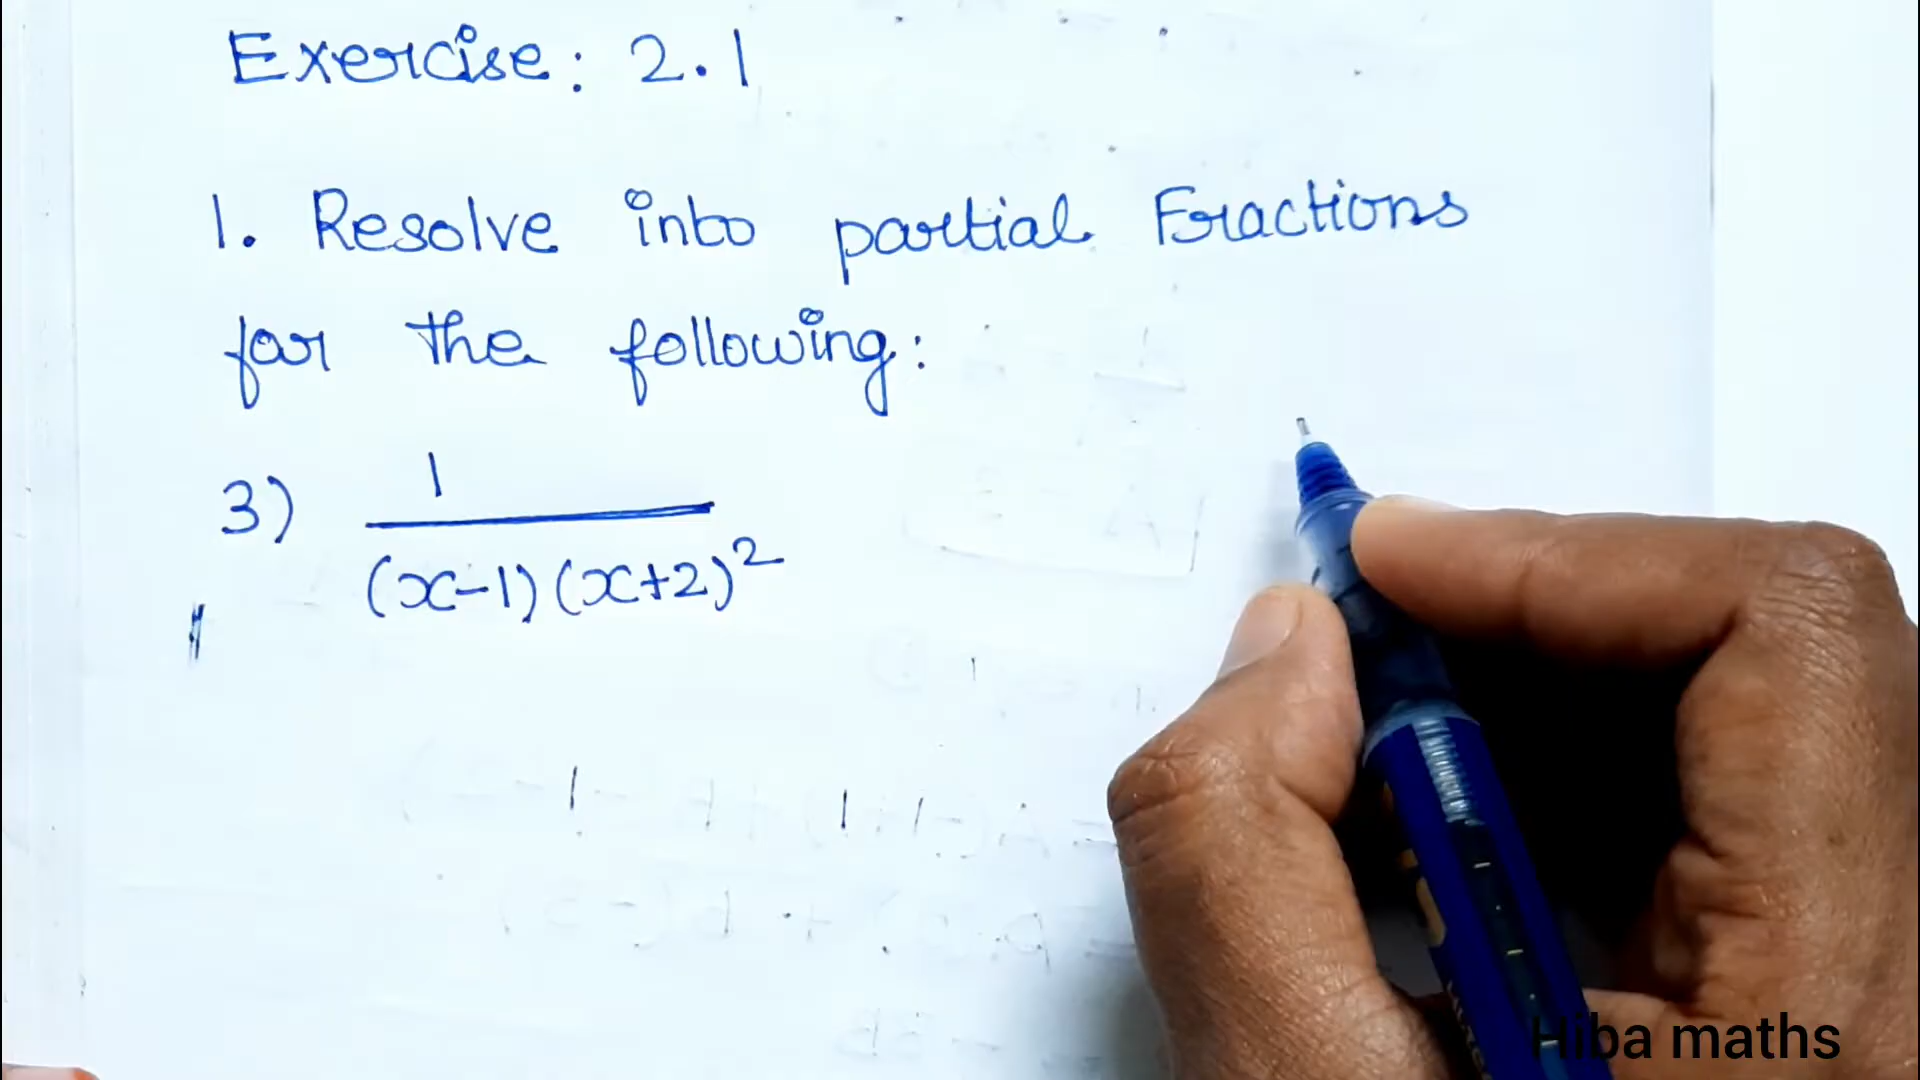 Exercise: 2.1
1. Resolve into partial Fractions
for the following:
3) 1
(x-1)(x+2)²
Hiba maths